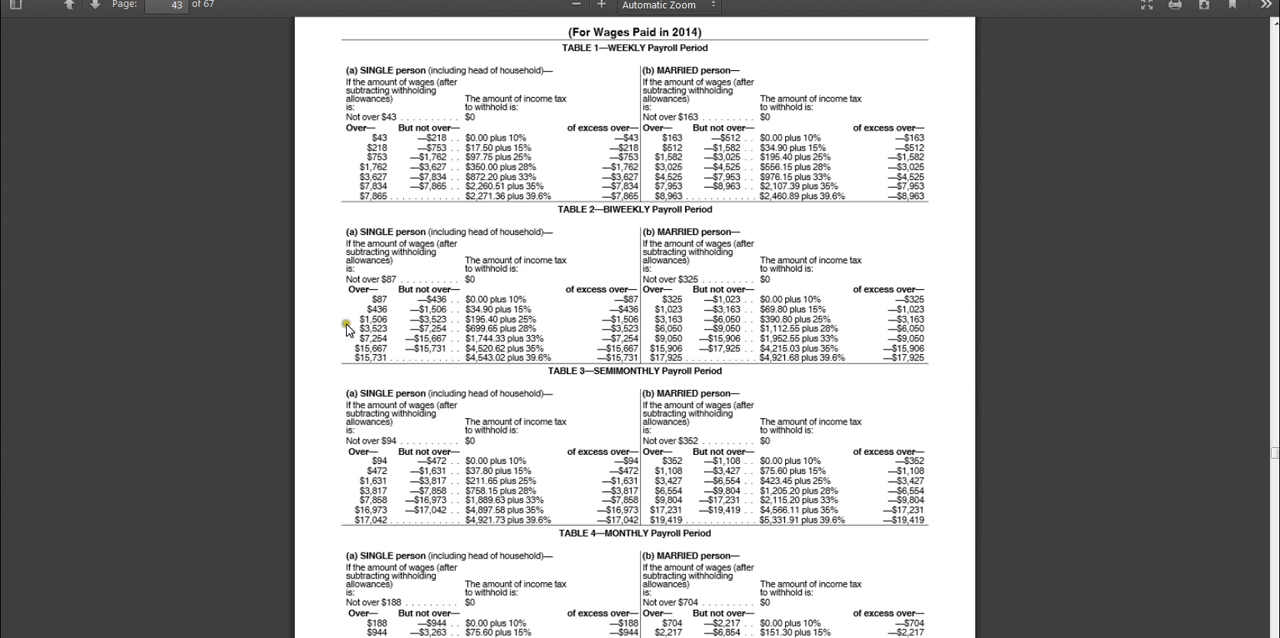 Page: 43 of 67 Automatic Zoom
(For Wages Paid in 2014)
TABLE 1—WEEKLY Payroll Period
(a) SINGLE person (including head of household)— (b) MARRIED person—
If the amount of wages (after If the amount of wages (after
subtracting withholding subtracting withholding
allowances) The amount of income tax allowances) The amount of income tax
is: to withhold is: is: to withhold is:
Not over $43 . . . . . . . . . . $0 Not over $163 . . . . . . . . . $0
Over— But not over— of excess over— Over— But not over— of excess over—
$43 —$218 . . $0.00 plus 10% —$43 $163 —$512 . . $0.00 plus 10% —$163
$218 —$753 . . $17.50 plus 15% —$218 $512 —$1,582 . . $34.90 plus 15% —$512
$753 —$1,762 . . $97.75 plus 25% —$753 $1,582 —$3,025 . . $195.40 plus 25% —$1,582
$1,762 —$3,627 . . $350.00 plus 28% —$1,762 $3,025 —$4,525 . . $556.15 plus 28% —$3,025
$3,627 —$7,834 . . $872.20 plus 33% —$3,627 $4,525 —$7,953 . . $976.15 plus 33% —$4,525
$7,834 —$7,865 . . $2,260.51 plus 35% —$7,834 $7,953 —$8,963 . . $2,107.39 plus 35% —$7,953
$7,865 . . . . . . . . . . . . $2,271.36 plus 39.6% —$7,865 $8,963 . . . . . . . . . . . . $2,460.89 plus 39.6% —$8,963
TABLE 2—BIWEEKLY Payroll Period
(a) SINGLE person (including head of household)— (b) MARRIED person—
If the amount of wages (after If the amount of wages (after
subtracting withholding subtracting withholding
allowances) The amount of income tax allowances) The amount of income tax
is: to withhold is: is: to withhold is:
Not over $87 . . . . . . . . . . $0 Not over $325 . . . . . . . . . $0
Over— But not over— of excess over— Over— But not over— of excess over—
$87 —$436 . . $0.00 plus 10% —$87 $325 —$1,023 . . $0.00 plus 10% —$325
$436 —$1,506 . . $34.90 plus 15% —$436 $1,023 —$3,163 . . $69.80 plus 15% —$1,023
$1,506 —$3,523 . . $195.40 plus 25% —$1,506 $3,163 —$6,050 . . $390.80 plus 25% —$3,163
$3,523 —$7,254 . . $699.65 plus 28% —$3,523 $6,050 —$9,050 . . $1,112.55 plus 28% —$6,050
$7,254 —$15,667 . . $1,744.33 plus 33% —$7,254 $9,050 —$15,906 . . $1,952.55 plus 33% —$9,050
$15,667 —$15,731 . . $4,520.62 plus 35% —$15,667 $15,906 —$17,925 . . $4,215.03 plus 35% —$15,906
$15,731 . . . . . . . . . . . . $4,543.02 plus 39.6% —$15,731 $17,925 . . . . . . . . . . . . $4,921.68 plus 39.6% —$17,925
TABLE 3—SEMIMONTHLY Payroll Period
(a) SINGLE person (including head of household)— (b) MARRIED person—
If the amount of wages (after If the amount of wages (after
subtracting withholding subtracting withholding
allowances) The amount of income tax allowances) The amount of income tax
is: to withhold is: is: to withhold is:
Not over $94 . . . . . . . . . . $0 Not over $352 . . . . . . . . . $0
Over— But not over— of excess over— Over— But not over— of excess over—
$94 —$472 . . $0.00 plus 10% —$94 $352 —$1,108 . . $0.00 plus 10% —$352
$472 —$1,631 . . $37.80 plus 15% —$472 $1,108 —$3,427 . . $75.60 plus 15% —$1,108
$1,631 —$3,817 . . $211.65 plus 25% —$1,631 $3,427 —$6,554 . . $423.45 plus 25% —$3,427
$3,817 —$7,858 . . $758.15 plus 28% —$3,817 $6,554 —$9,804 . . $1,205.20 plus 28% —$6,554
$7,858 —$16,973 . . $1,889.63 plus 33% —$7,858 $9,804 —$17,231 . . $2,115.20 plus 33% —$9,804
$16,973 —$17,042 . . $4,897.58 plus 35% —$16,973 $17,231 —$19,419 . . $4,566.11 plus 35% —$17,231
$17,042 . . . . . . . . . . . . $4,921.73 plus 39.6% —$17,042 $19,419 . . . . . . . . . . . . $5,331.91 plus 39.6% —$19,419
TABLE 4—MONTHLY Payroll Period
(a) SINGLE person (including head of household)— (b) MARRIED person—
If the amount of wages (after If the amount of wages (after
subtracting withholding subtracting withholding
allowances) The amount of income tax allowances) The amount of income tax
is: to withhold is: is: to withhold is:
Not over $188 . . . . . . . . . . $0 Not over $704 . . . . . . . . . $0
Over— But not over— of excess over— Over— But not over— of excess over—
$188 —$944 . . $0.00 plus 10% —$188 $704 —$2,217 . . $0.00 plus 10% —$704
$944 —$3,263 . . $75.60 plus 15% —$944 $2,217 —$6,854 . . $151.30 plus 15% —$2,217